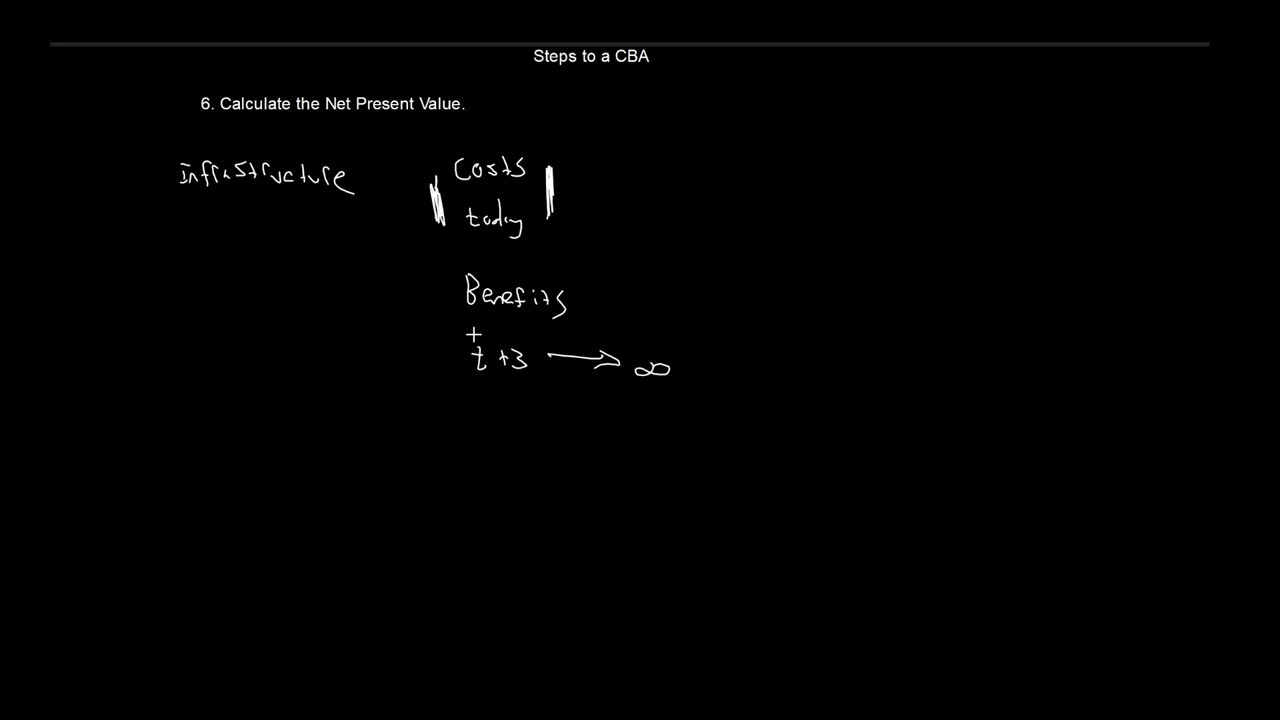 Steps to a CBA
6. Calculate the Net Present Value.
Infrastructure
Costs
today
Benefits
+
t +3 → ∞